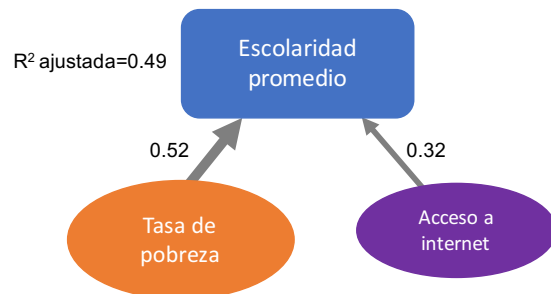 Escolaridad
promedio
R² ajustada=0.49
0.52
0.32
Tasa de
pobreza
Acceso a
internet